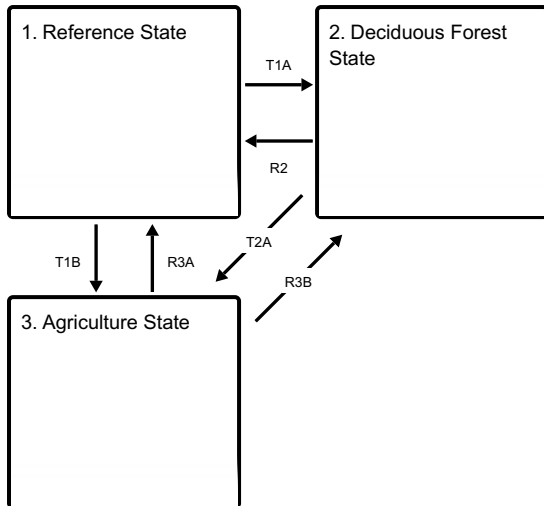 1. Reference State
2. Deciduous Forest
State
T1A
R2
T2A
T1B
R3A
R3B
3. Agriculture State